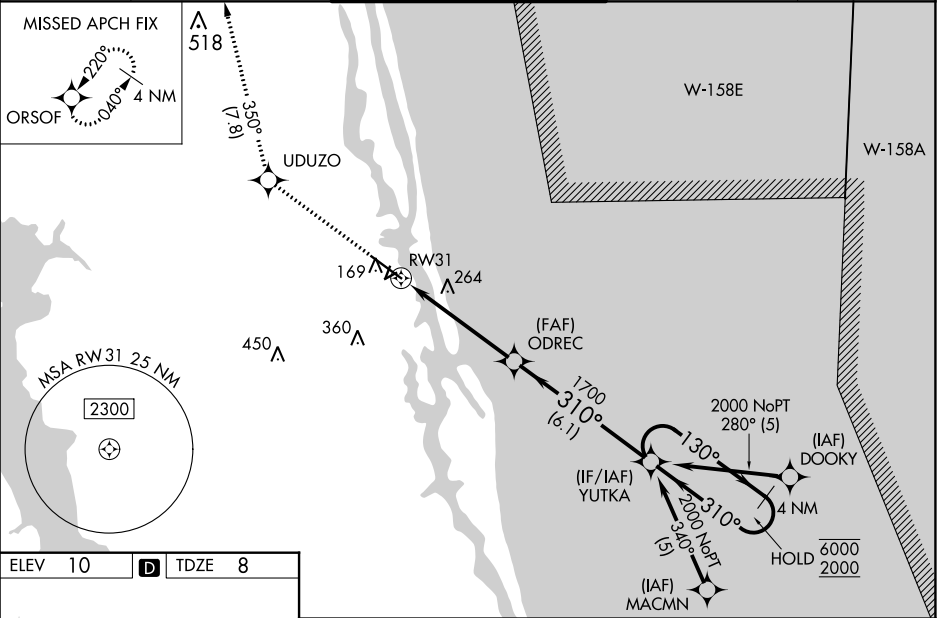 MISSED APCH FIX
220°
040°
4 NM
ORSOF
518
350°
(7.8)
UDUZO
W-158E
W-158A
169
RW31
264
360
450
(FAF)
ODREC
MSA RW 31 25 NM
2300
1700
310°
(6.1)
2000 NoPT
280° (5)
(IAF)
DOOKY
130°
(IF/IAF)
YUTKA
310°
4 NM
2000 NoPT
340°
(5)
HOLD
6000
2000
(IAF)
MACMN
ELEV 10
D
TDZE 8